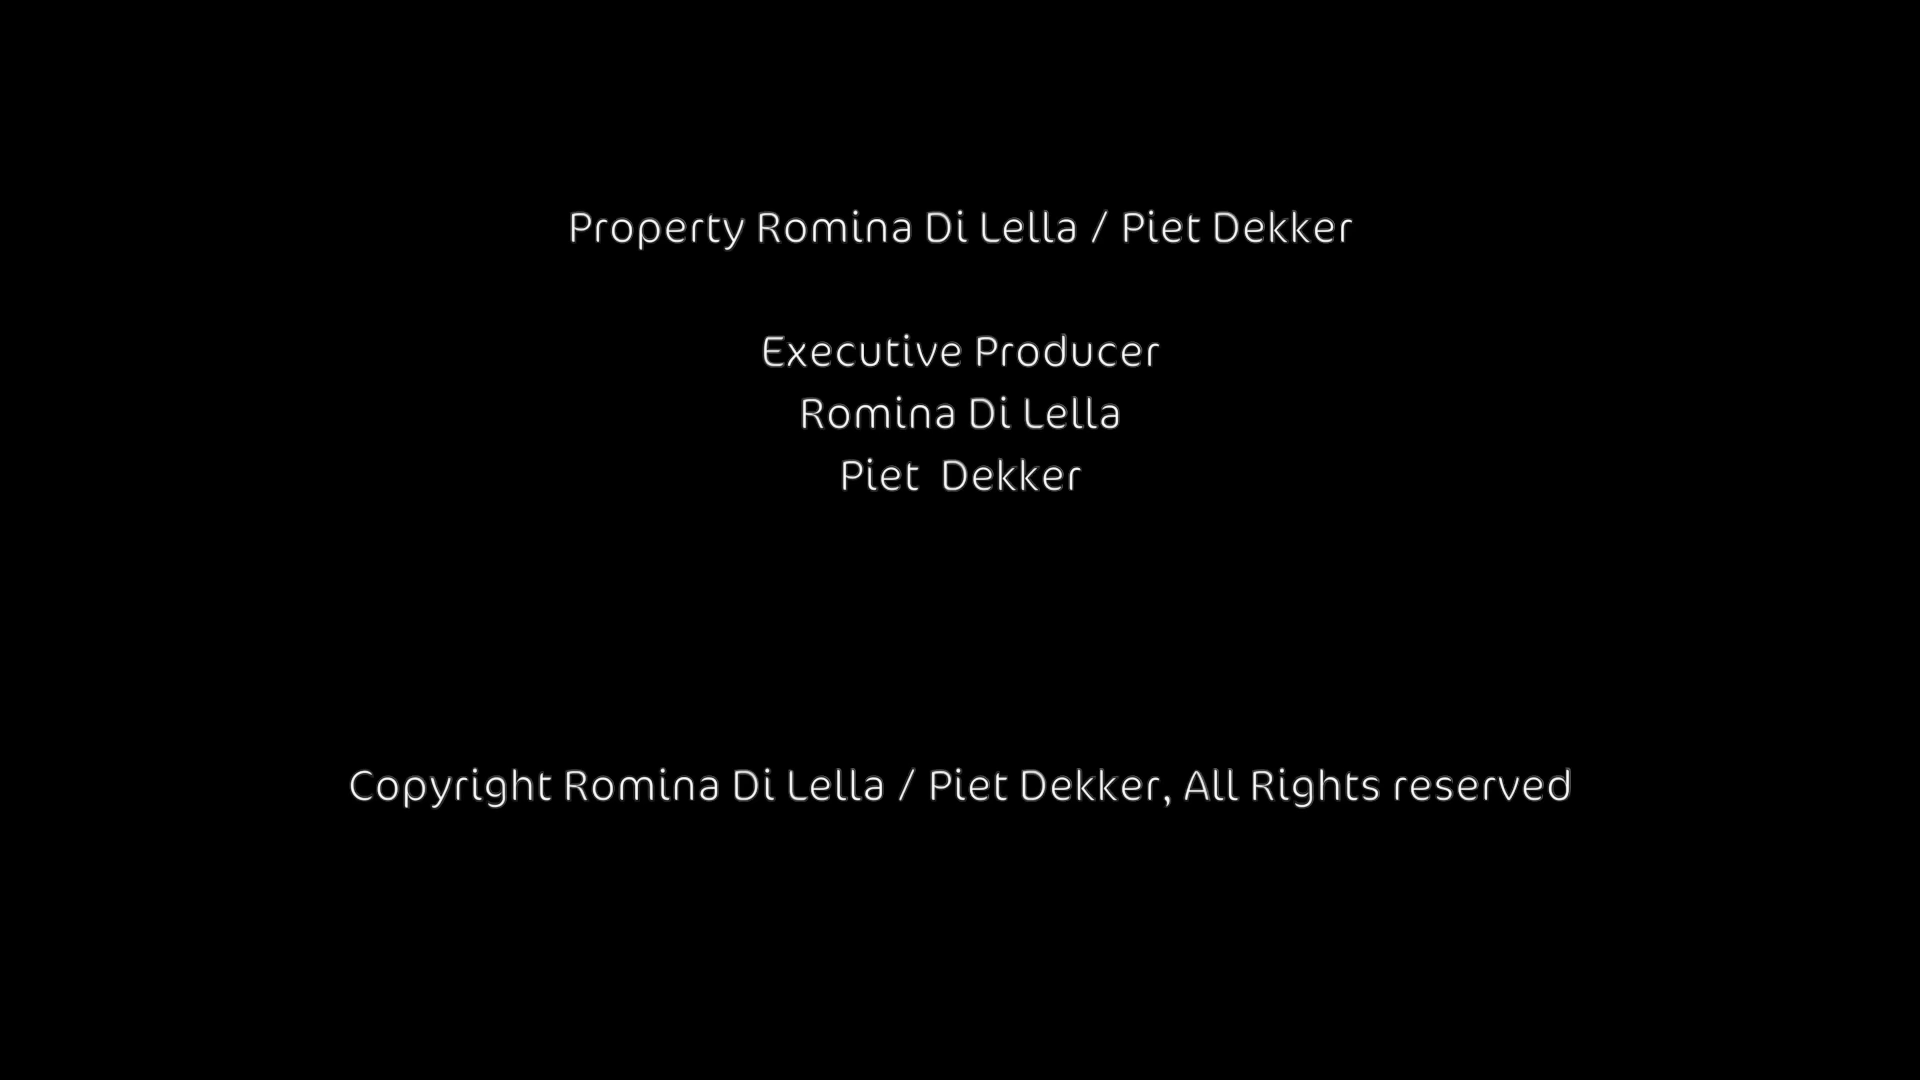 Property Romina Di Lella / Piet Dekker
Executive Producer
Romina Di Lella
Piet  Dekker
Copyright Romina Di Lella / Piet Dekker, All Rights reserved